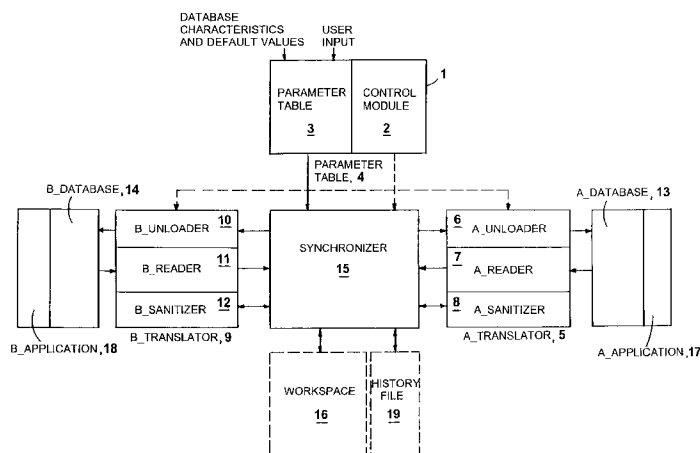 DATABASE
CHARACTERISTICS
AND DEFAULT VALUES
USER
INPUT
1
PARAMETER
TABLE
3
CONTROL
MODULE
2
PARAMETER
TABLE, 4
B_DATABASE, 14
A_DATABASE, 13
B_UNLOADER 10
B_READER 11
B_SANITIZER 12
SYNCHRONIZER
15
6 A_UNLOADER
7 A_READER
8 A_SANITIZER
B_APPLICATION, 18
B_TRANSLATOR, 9
A_TRANSLATOR, 5
A_APPLICATION, 17
WORKSPACE
16
HISTORY
FILE
19